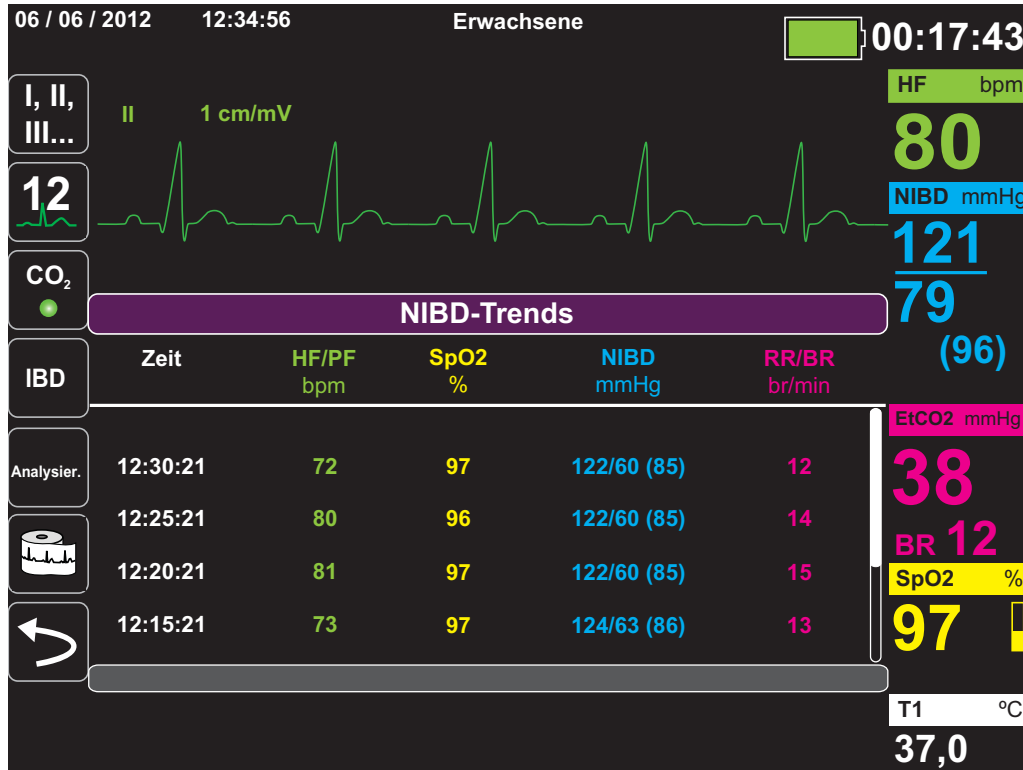 06 / 06 / 2012 12:34:56 Erwachsene 00:17:43
I, II,
III...
12
CO₂
IBD
Analysier.
II 1 cm/mV
NIBD-Trends
Zeit HF/PF SpO2 NIBD RR/BR
bpm % mmHg br/min
12:30:21 72 97 122/60 (85) 12
12:25:21 80 96 122/60 (85) 14
12:20:21 81 97 122/60 (85) 15
12:15:21 73 97 124/63 (86) 13
HF bpm
80
NIBD mmHg
121
79
(96)
EtCO2 mmHg
38
BR 12
SpO2 %
97
T1 ºC
37,0